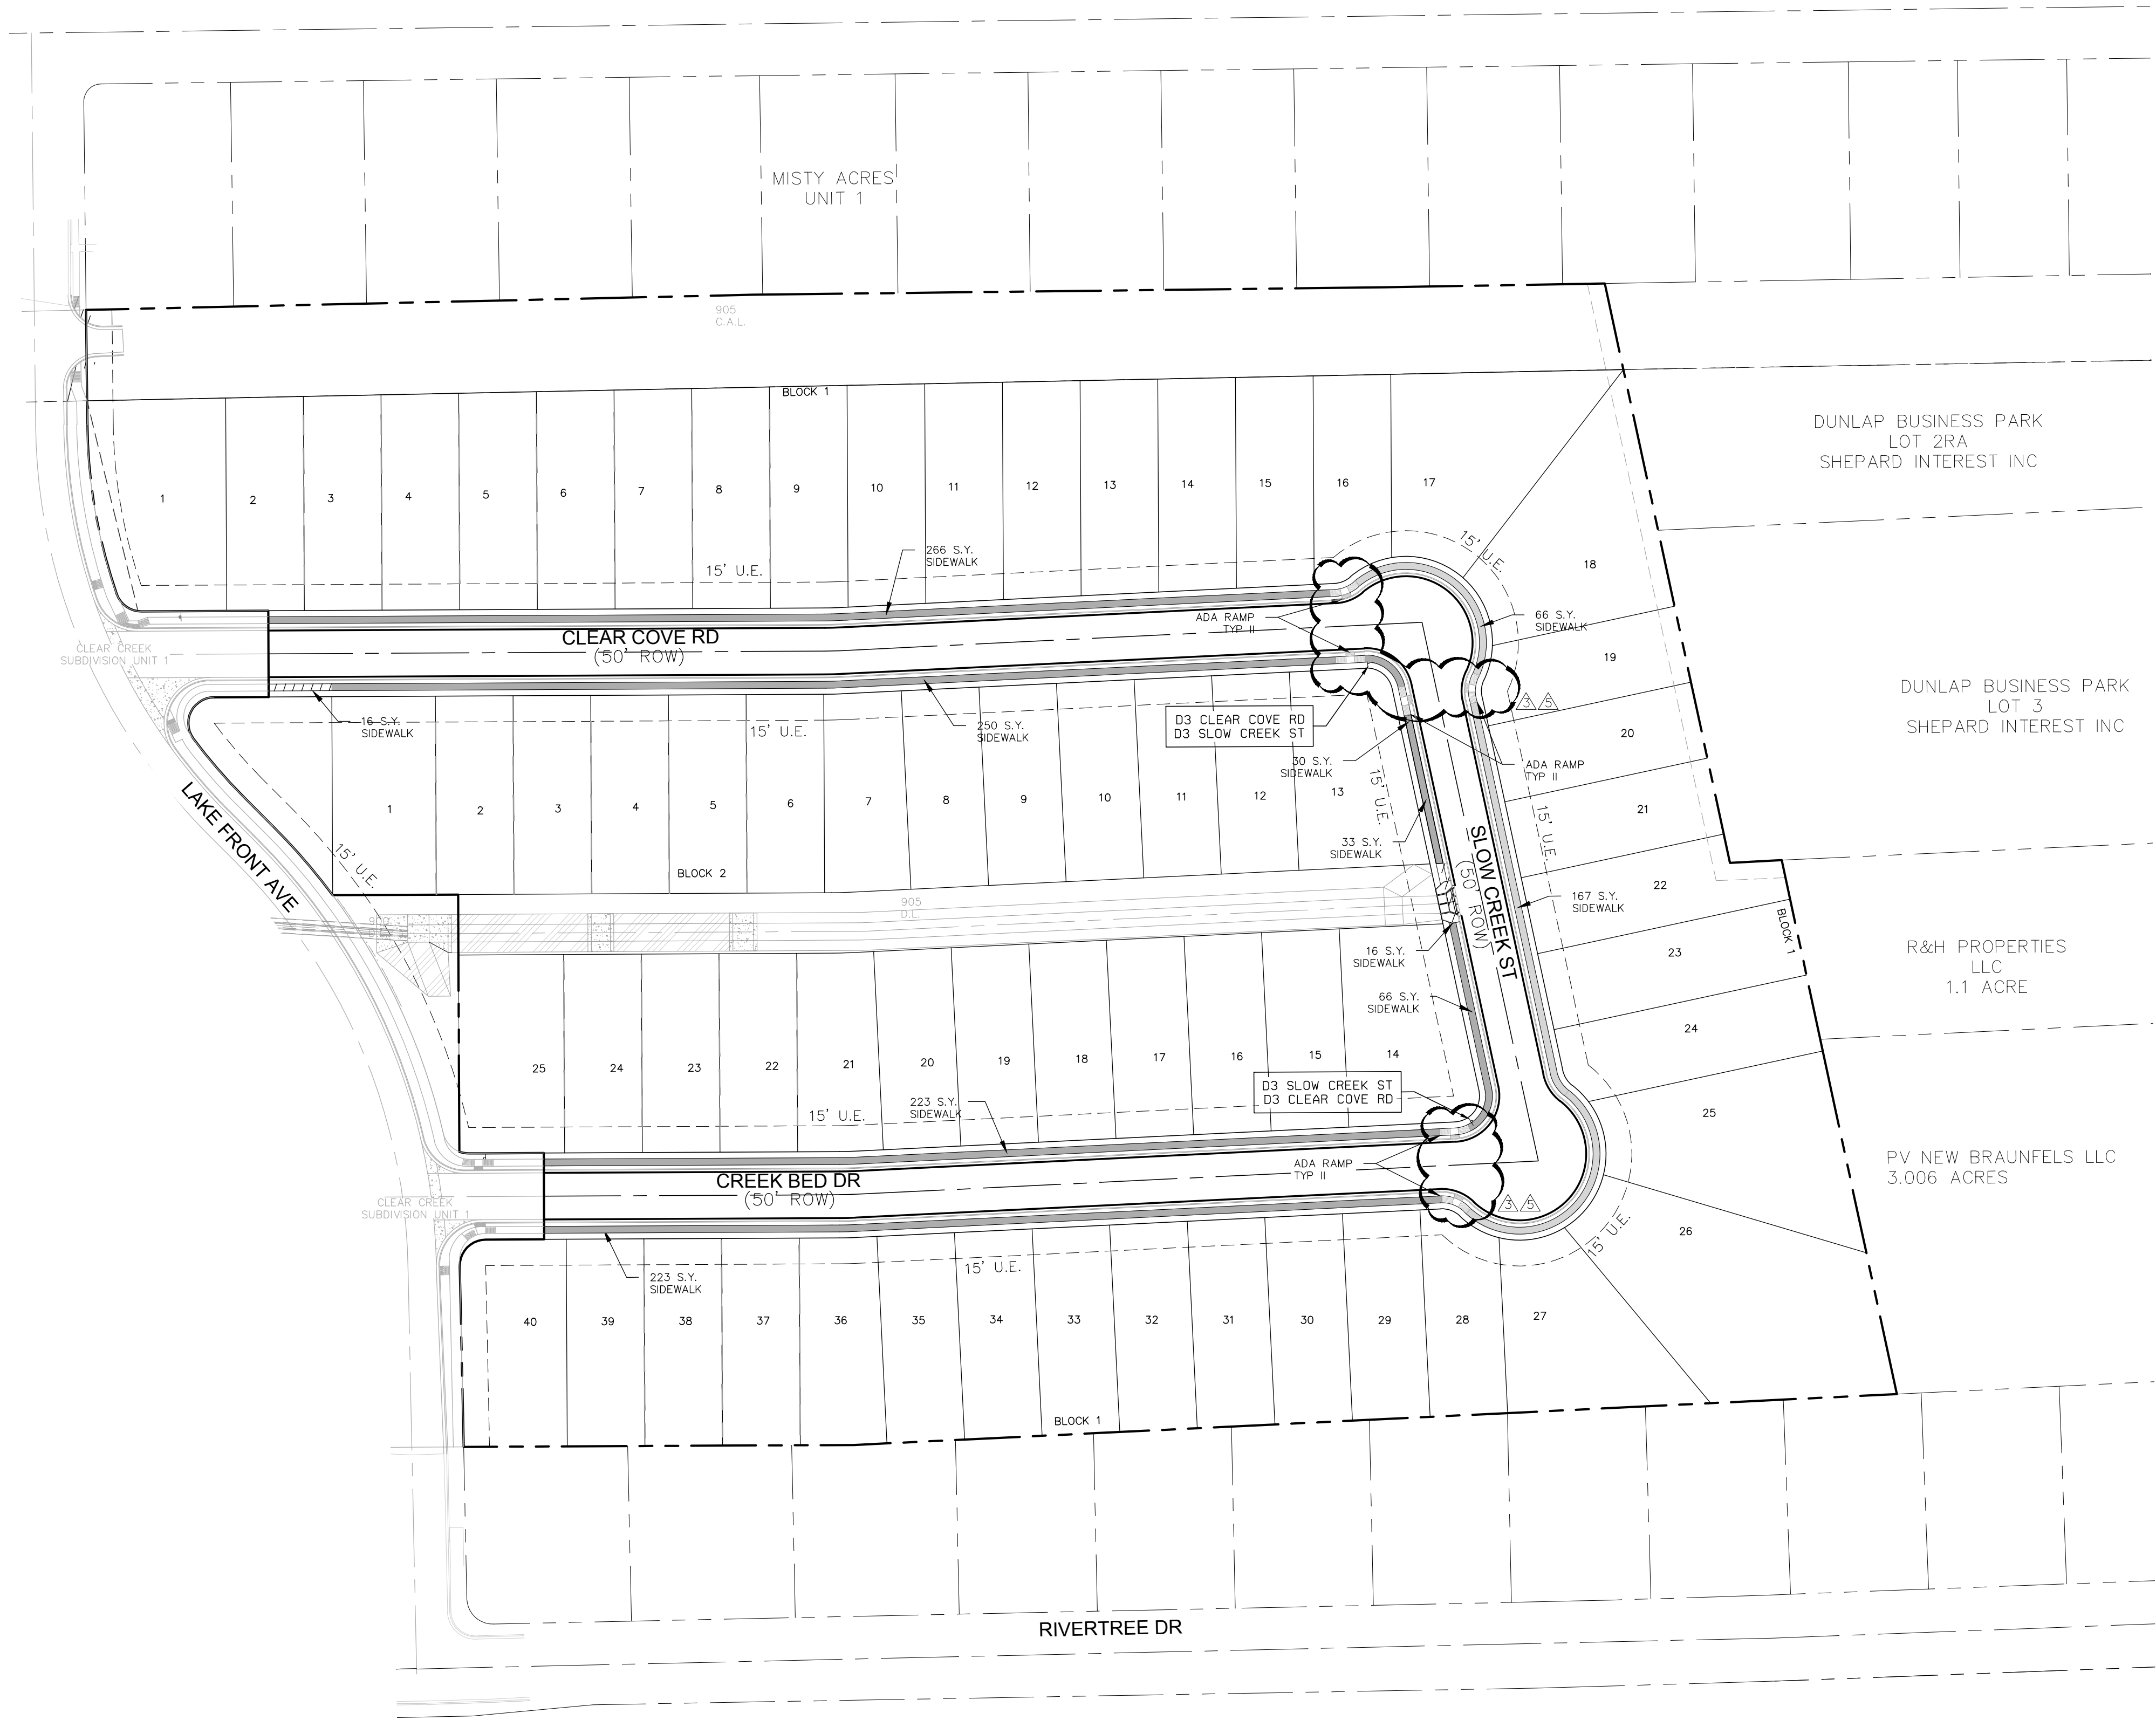 MISTY ACRES
UNIT 1
905
C.A.L.
BLOCK 1
DUNLAP BUSINESS PARK
LOT 2RA
SHEPARD INTEREST INC
1
2
3
4
5
6
7
8
9
10
11
12
13
14
15
16
17
18
266 S.Y.
SIDEWALK
15' U.E.
15' U.E.
66 S.Y.
SIDEWALK
ADA RAMP
TYP II
CLEAR COVE RD
(50' ROW)
CLEAR CREEK
SUBDIVISION UNIT 1
19
DUNLAP BUSINESS PARK
LOT 3
SHEPARD INTEREST INC
3
5
16 S.Y.
SIDEWALK
15' U.E.
250 S.Y.
SIDEWALK
D3 CLEAR COVE RD
D3 SLOW CREEK ST
20
30 S.Y.
SIDEWALK
ADA RAMP
TYP II
15' U.E.
LAKE FRONT AVE
15' U.E.
1
2
3
4
5
6
7
8
9
10
11
12
13
21
15' U.E.
33 S.Y.
SIDEWALK
SLOW CREEK ST
(50' ROW)
BLOCK 2
22
167 S.Y.
SIDEWALK
BLOCK 1
900
905
D.L.
16 S.Y.
SIDEWALK
23
R&H PROPERTIES
LLC
1.1 ACRE
66 S.Y.
SIDEWALK
24
25
24
23
22
21
20
19
18
17
16
15
14
D3 SLOW CREEK ST
D3 CLEAR COVE RD
223 S.Y.
SIDEWALK
15' U.E.
25
ADA RAMP
TYP II
CREEK BED DR
(50' ROW)
PV NEW BRAUNFELS LLC
3.006 ACRES
CLEAR CREEK
SUBDIVISION UNIT 1
3
5
15' U.E.
26
15' U.E.
223 S.Y.
SIDEWALK
40
39
38
37
36
35
34
33
32
31
30
29
28
27
BLOCK 1
RIVERTREE DR